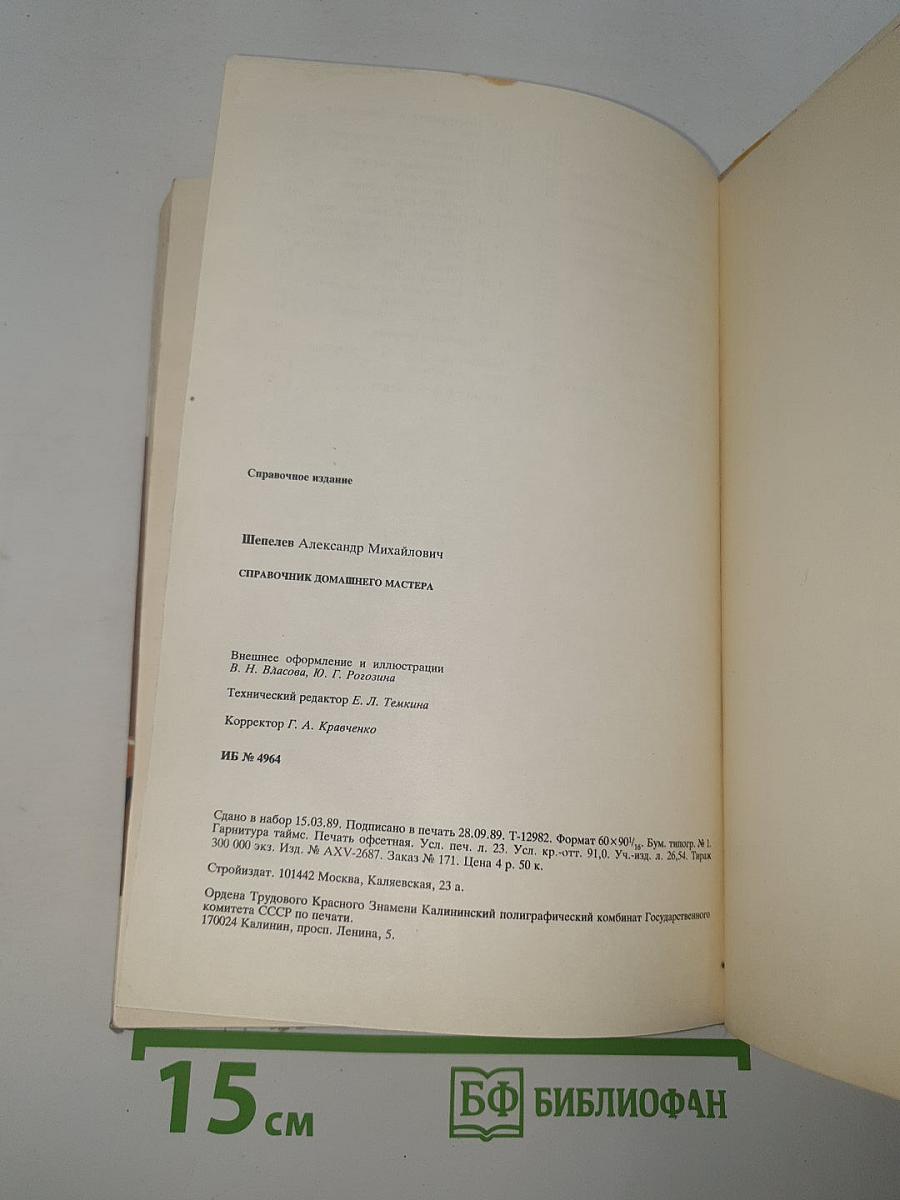 Справочное издание
Шепелев Александр Михайлович
СПРАВОЧНИК ДОМАШНЕГО МАСТЕРА
Внешнее оформление и иллюстрации
В. Н. Власова, Ю. Г. Рогозина
Технический редактор Е. Л. Темкина
Корректор Г. А. Кравченко
ИБ № 4964
Сдано в набор 15.03.89. Подписано в печать 28.09.89. Т-12982. Формат 60×90¹/₁₆. Бум. типогр. № 1.
Гарнитура таймс. Печать офсетная. Усл. печ. л. 23. Усл. кр.-отт. 91,0. Уч.-изд. л. 26,54. Тираж
300 000 экз. Изд. № AXV-2687. Заказ № 171. Цена 4 р. 50 к.
Стройиздат. 101442 Москва, Каляевская, 23 а.
Ордена Трудового Красного Знамени Калининский полиграфический комбинат Государственного
комитета СССР по печати.
170024 Калинин, просп. Ленина, 5.
15 см
БФ БИБЛИОФАН